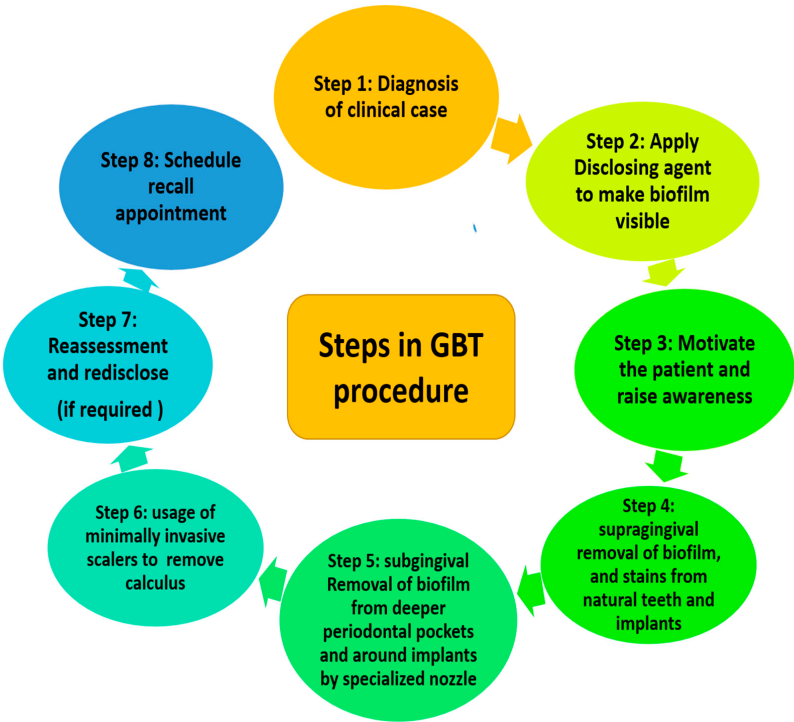 Step 1: Diagnosis
of clinical case
Step 2: Apply
Disclosing agent
to make biofilm
visible
Step 3: Motivate
the patient and
raise awareness
Step 4:
supragingival
removal of biofilm,
and stains from
natural teeth and
implants
Step 5: subgingival
Removal of biofilm
from deeper
periodontal pockets
and around implants
by specialized nozzle
Step 6: usage of
minimally invasive
scalers to remove
calculus
Step 7:
Reassessment
and redisclose
(if required )
Step 8: Schedule
recall
appointment
Steps in GBT
procedure